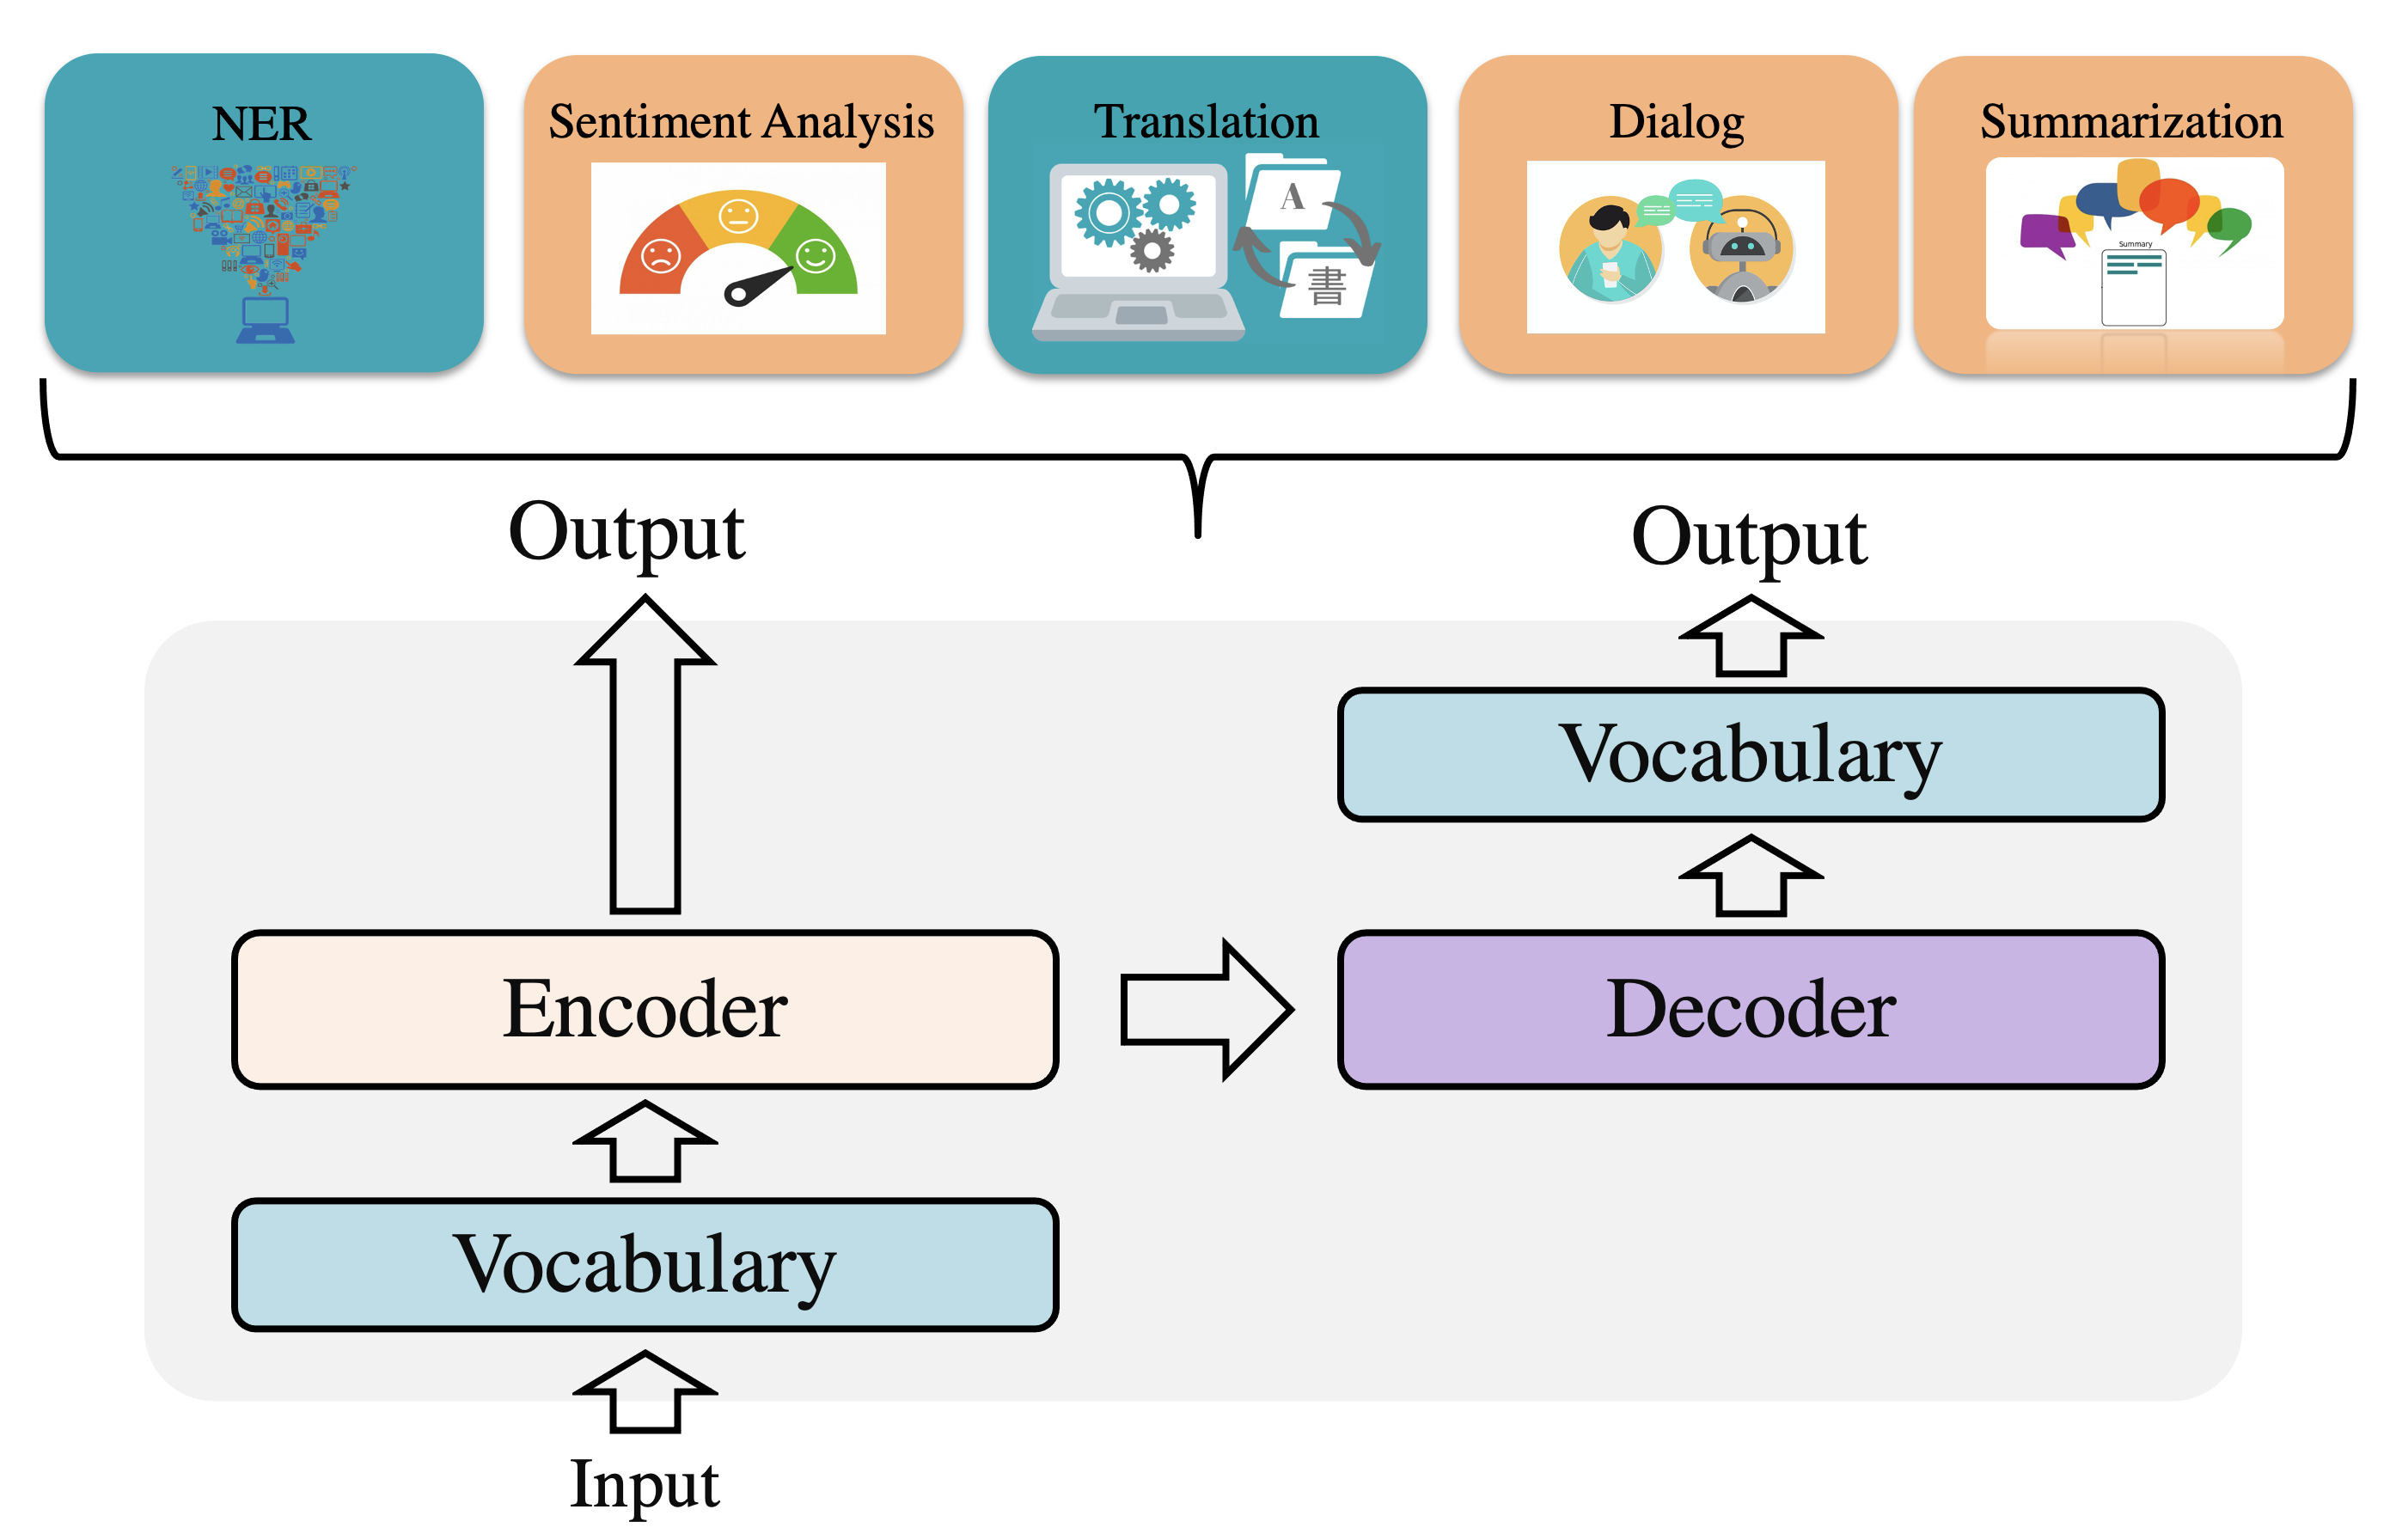 NER
Sentiment Analysis
Translation
Dialog
Summarization
A
書
Summary
Output
Output
Vocabulary
Encoder
Decoder
Vocabulary
Input